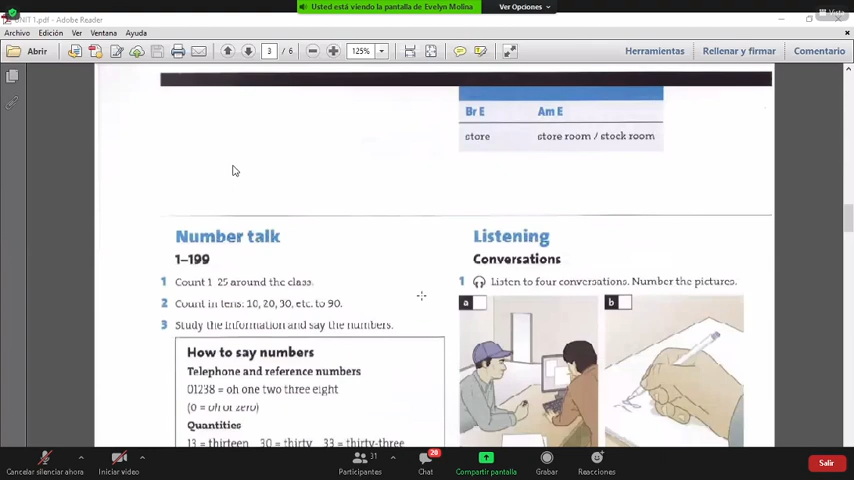 Usted está viendo la pantalla de Evelyn Molina
Ver Opciones
Vista
UNIT 1.pdf - Adobe Reader
Archivo Edición Ver Ventana Ayuda
Abrir
3 / 6
125%
Herramientas Rellenar y firmar Comentario
Br E Am E
store store room / stock room
Number talk
1–199
1 Count 1–25 around the class.
2 Count in tens: 10, 20, 30, etc. to 90.
3 Study the information and say the numbers.
How to say numbers
Telephone and reference numbers
01238 = oh one two three eight
(0 = oh or zero)
Quantities
13 = thirteen 30 = thirty 33 = thirty-three
Listening
Conversations
1 Listen to four conversations. Number the pictures.
a
b
Cancelar silenciar ahora
Iniciar video
Participantes
31
Chat
20
Compartir pantalla
Grabar
Reacciones
Salir